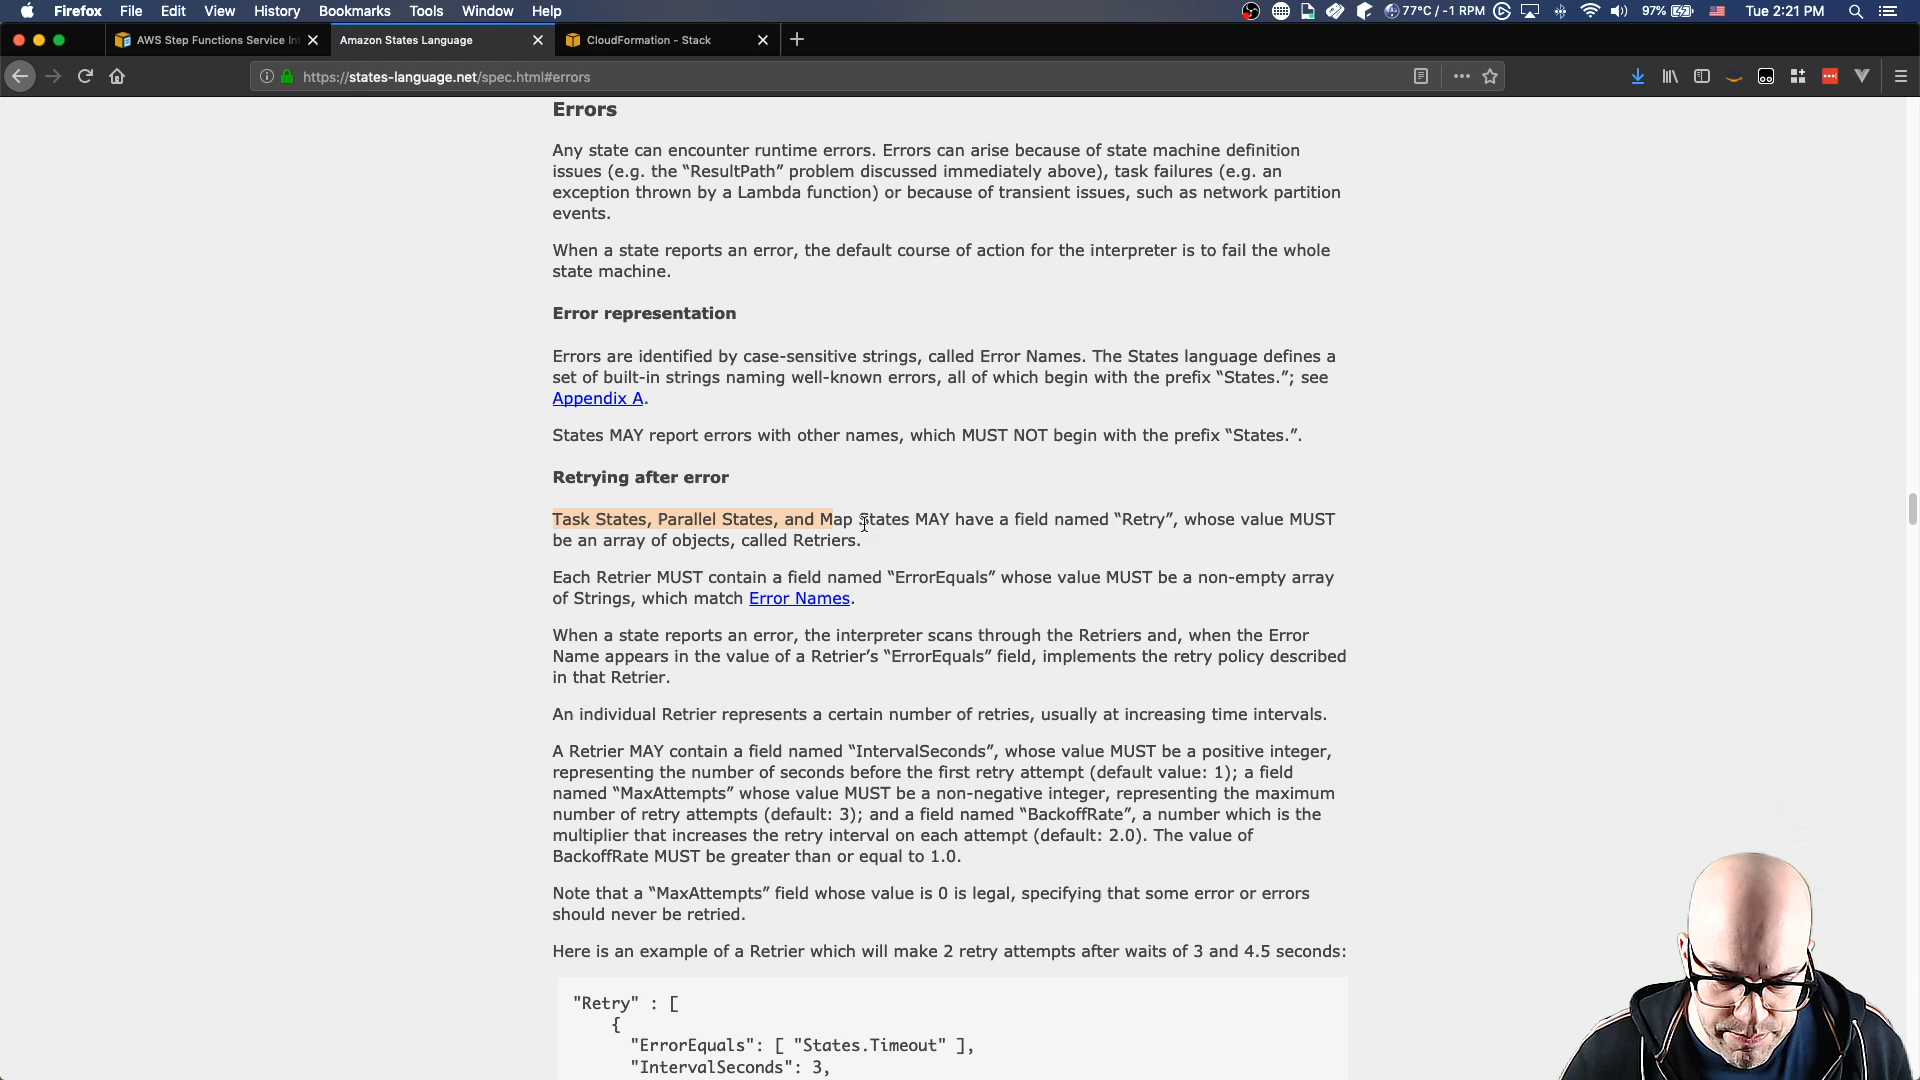 Firefox File Edit View History Bookmarks Tools Window Help 77°C / -1 RPM 97% Tue 2:21 PM
AWS Step Functions Service In Amazon States Language CloudFormation - Stack
https://states-language.net/spec.html#errors
Errors
Any state can encounter runtime errors. Errors can arise because of state machine definition
issues (e.g. the “ResultPath” problem discussed immediately above), task failures (e.g. an
exception thrown by a Lambda function) or because of transient issues, such as network partition
events.
When a state reports an error, the default course of action for the interpreter is to fail the whole
state machine.
Error representation
Errors are identified by case-sensitive strings, called Error Names. The States language defines a
set of built-in strings naming well-known errors, all of which begin with the prefix “States.”; see
Appendix A.
States MAY report errors with other names, which MUST NOT begin with the prefix “States.”.
Retrying after error
Task States, Parallel States, and Map States MAY have a field named “Retry”, whose value MUST
be an array of objects, called Retriers.
Each Retrier MUST contain a field named “ErrorEquals” whose value MUST be a non-empty array
of Strings, which match Error Names.
When a state reports an error, the interpreter scans through the Retriers and, when the Error
Name appears in the value of a Retrier’s “ErrorEquals” field, implements the retry policy described
in that Retrier.
An individual Retrier represents a certain number of retries, usually at increasing time intervals.
A Retrier MAY contain a field named “IntervalSeconds”, whose value MUST be a positive integer,
representing the number of seconds before the first retry attempt (default value: 1); a field
named “MaxAttempts” whose value MUST be a non-negative integer, representing the maximum
number of retry attempts (default: 3); and a field named “BackoffRate”, a number which is the
multiplier that increases the retry interval on each attempt (default: 2.0). The value of
BackoffRate MUST be greater than or equal to 1.0.
Note that a “MaxAttempts” field whose value is 0 is legal, specifying that some error or errors
should never be retried.
Here is an example of a Retrier which will make 2 retry attempts after waits of 3 and 4.5 seconds:
"Retry" : [
{
"ErrorEquals": [ "States.Timeout" ],
"IntervalSeconds": 3,